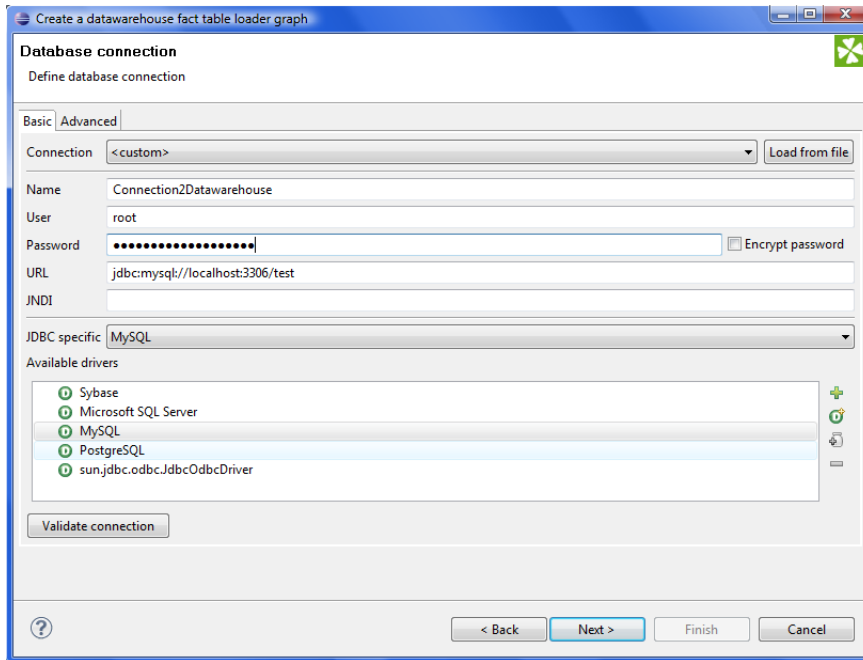 Create a datawarehouse fact table loader graph
Database connection
Define database connection
Basic Advanced
Connection <custom> Load from file
Name Connection2Datawarehouse
User root
Password ●●●●●●●●●●●●●●●●●●● Encrypt password
URL jdbc:mysql://localhost:3306/test
JNDI
JDBC specific MySQL
Available drivers
D Sybase
D Microsoft SQL Server
D MySQL
D PostgreSQL
D sun.jdbc.odbc.JdbcOdbcDriver
Validate connection
? < Back Next > Finish Cancel